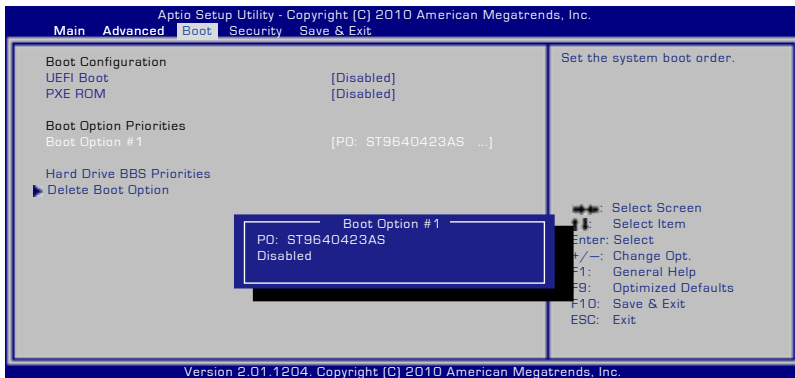 Aptio Setup Utility - Copyright (C) 2010 American Megatrends, Inc.
Main Advanced Boot Security Save & Exit
Boot Configuration
UEFI Boot [Disabled]
PXE ROM [Disabled]
Boot Option Priorities
Boot Option #1 [P0: ST9640423AS ...]
Hard Drive BBS Priorities
Delete Boot Option
Boot Option #1
P0: ST9640423AS
Disabled
Set the system boot order.
: Select Screen
: Select Item
Enter: Select
+/-: Change Opt.
F1: General Help
F9: Optimized Defaults
F10: Save & Exit
ESC: Exit
Version 2.01.1204. Copyright (C) 2010 American Megatrends, Inc.